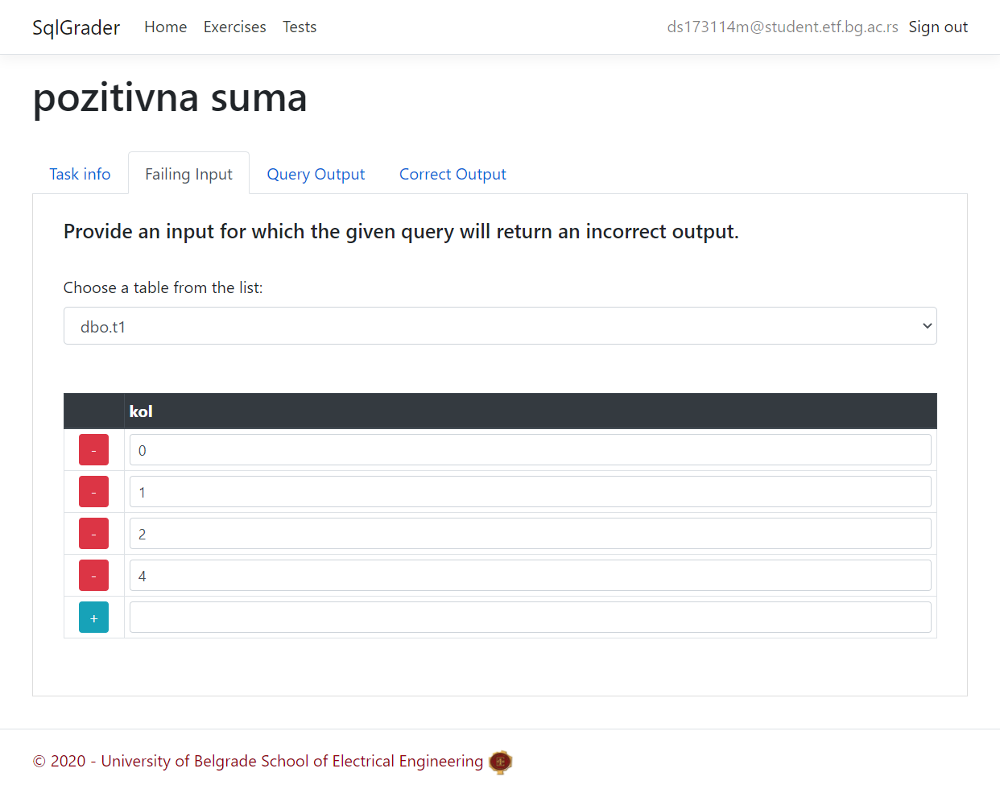 SqlGrader Home Exercises Tests ds173114m@student.etf.bg.ac.rs Sign out
pozitivna suma
Task info Failing Input Query Output Correct Output
Provide an input for which the given query will return an incorrect output.
Choose a table from the list:
dbo.t1
kol
- 0
- 1
- 2
- 4
+
© 2020 - University of Belgrade School of Electrical Engineering